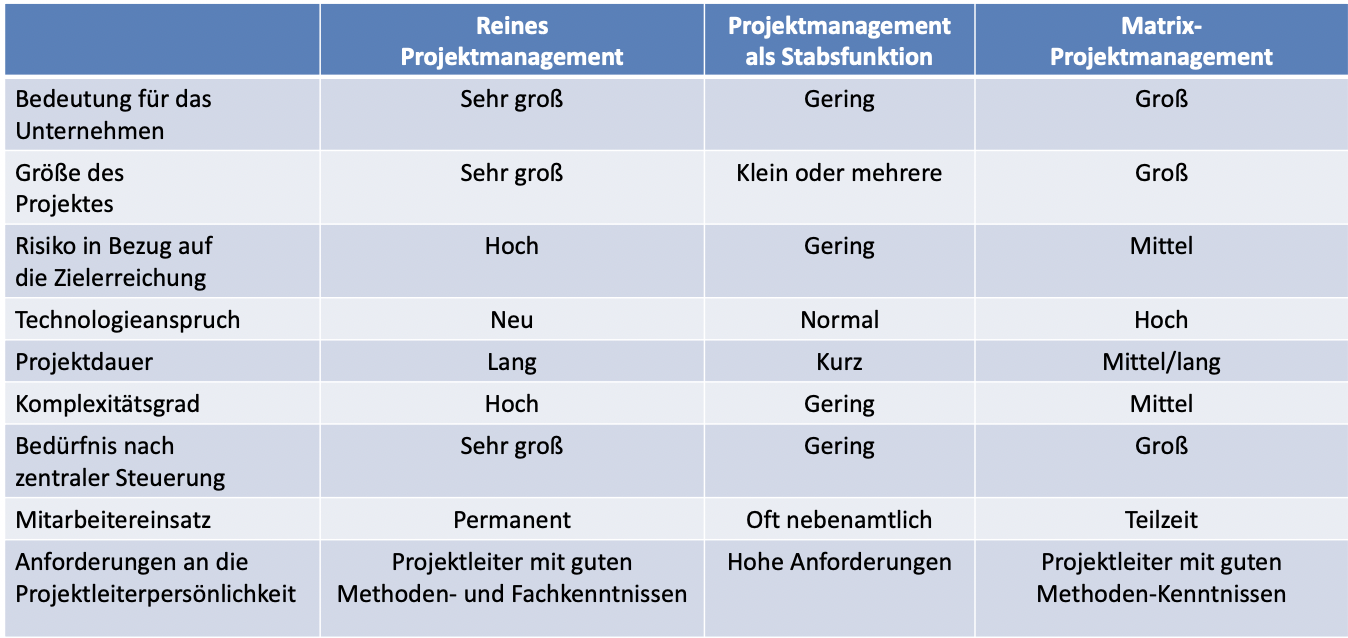 Reines
Projektmanagement
Projektmanagement
als Stabsfunktion
Matrix-
Projektmanagement
Bedeutung für das
Unternehmen
Sehr groß
Gering
Groß
Größe des
Projektes
Sehr groß
Klein oder mehrere
Groß
Risiko in Bezug auf
die Zielerreichung
Hoch
Gering
Mittel
Technologieanspruch
Neu
Normal
Hoch
Projektdauer
Lang
Kurz
Mittel/lang
Komplexitätsgrad
Hoch
Gering
Mittel
Bedürfnis nach
zentraler Steuerung
Sehr groß
Gering
Groß
Mitarbeitereinsatz
Permanent
Oft nebenamtlich
Teilzeit
Anforderungen an die
Projektleiterpersönlichkeit
Projektleiter mit guten
Methoden- und Fachkenntnissen
Hohe Anforderungen
Projektleiter mit guten
Methoden-Kenntnissen